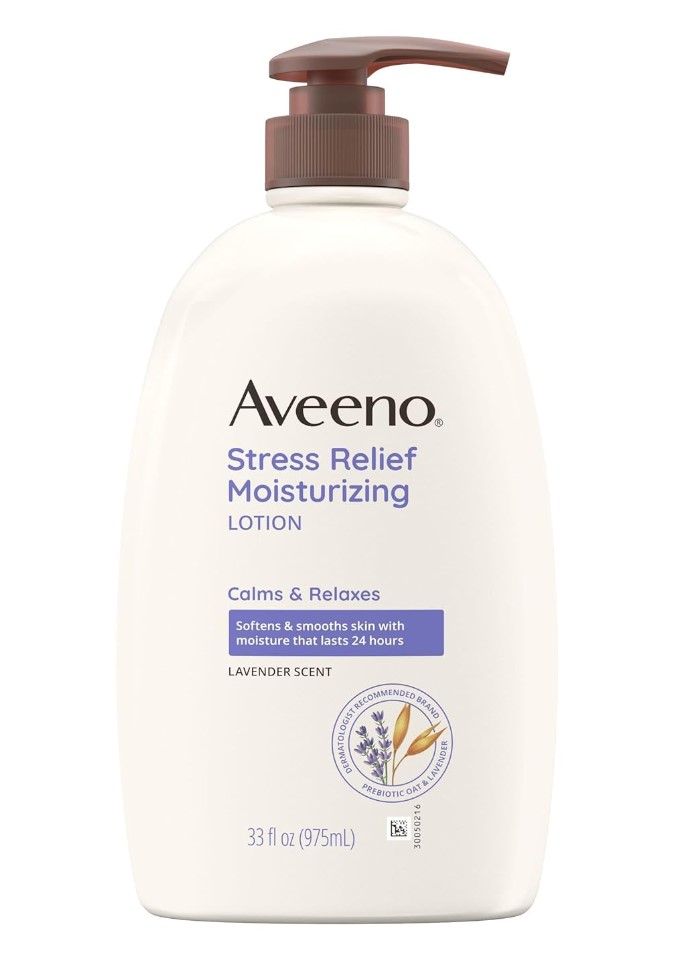 Aveeno®
Stress Relief
Moisturizing
LOTION
Calms & Relaxes
Softens & smooths skin with
moisture that lasts 24 hours
LAVENDER SCENT
DERMATOLOGIST RECOMMENDED BRAND
PREBIOTIC OAT & LAVENDER
30050216
33 fl oz (975mL)